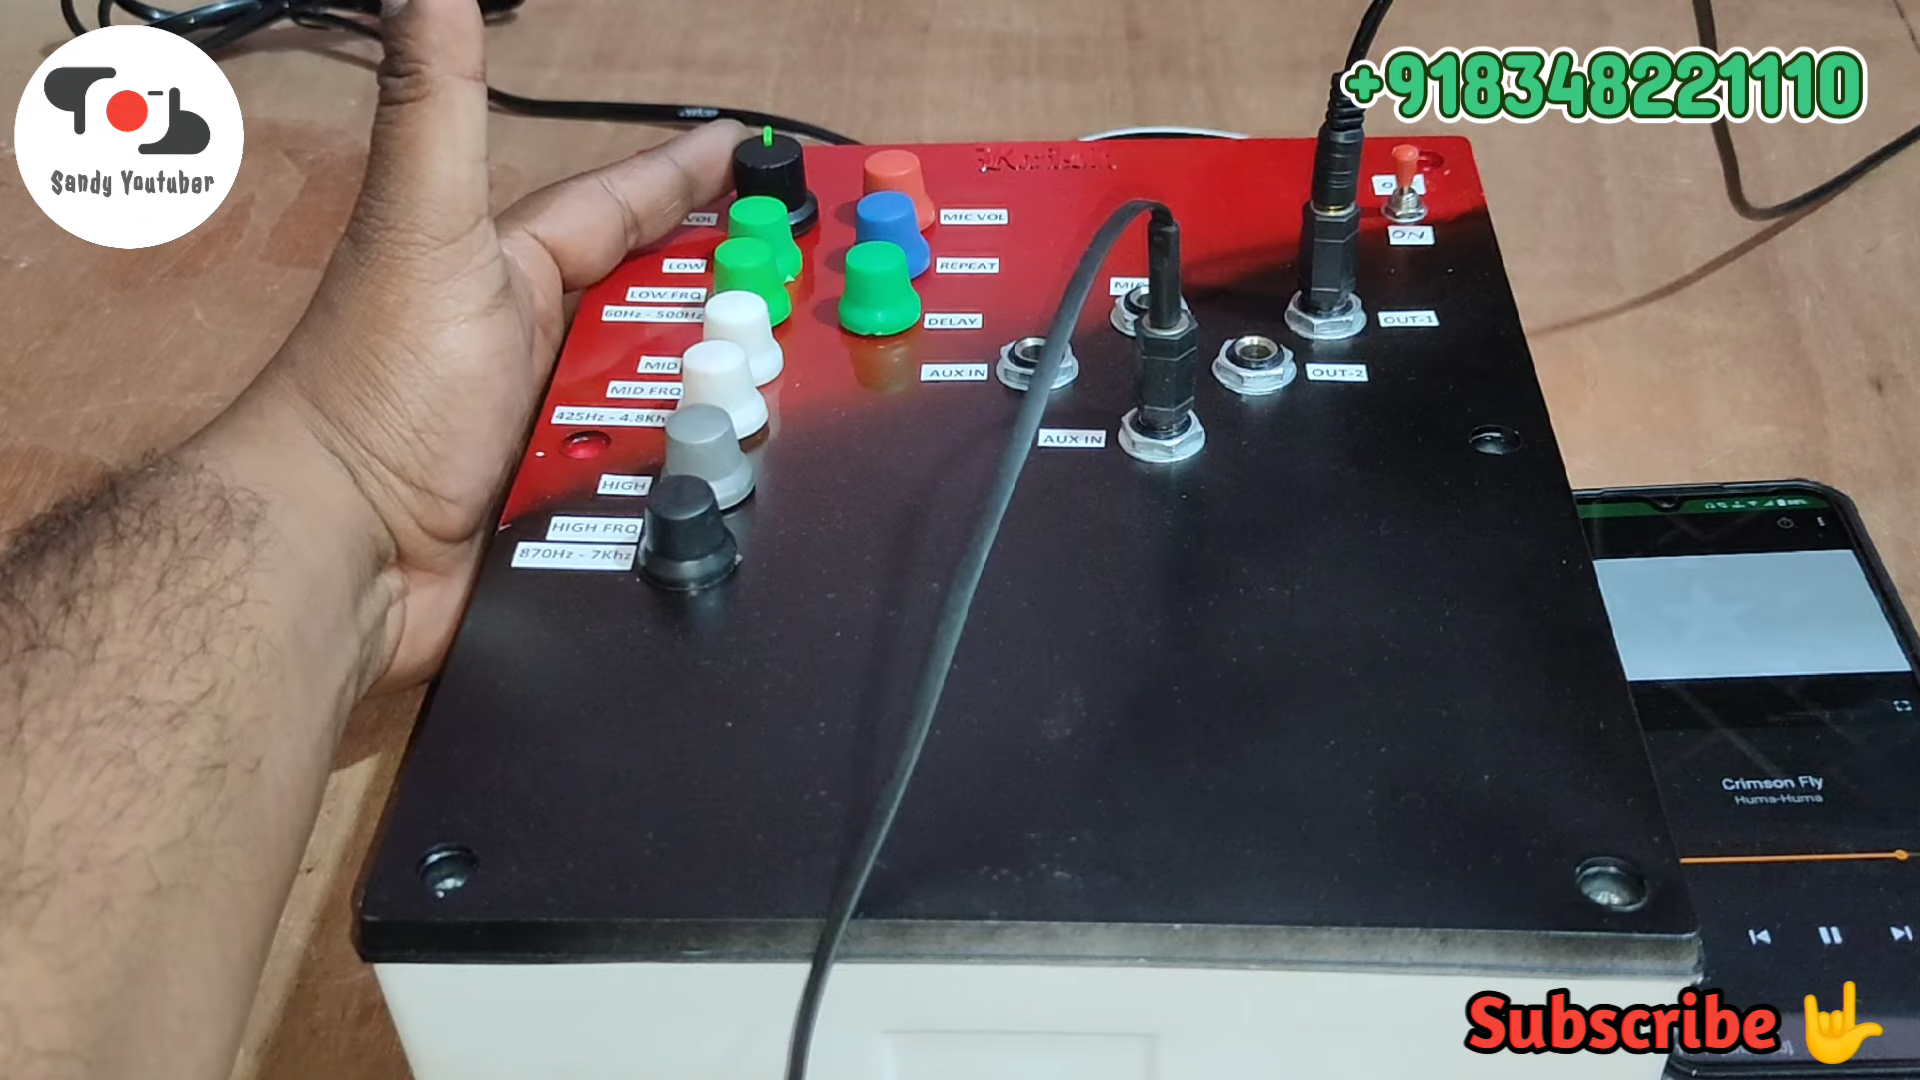 Sandy Youtuber
+918348221110
VOL
MIC VOL
ON
LOW
REPEAT
LOW FRQ
60Hz - 500Hz
DELAY
OUT-1
MID
AUX IN
OUT-2
MID FRQ
425Hz - 4.8Kh
AUX IN
HIGH
HIGH FRQ
870Hz - 7Khz
Crimson Fly
Huma-Huma
Subscribe